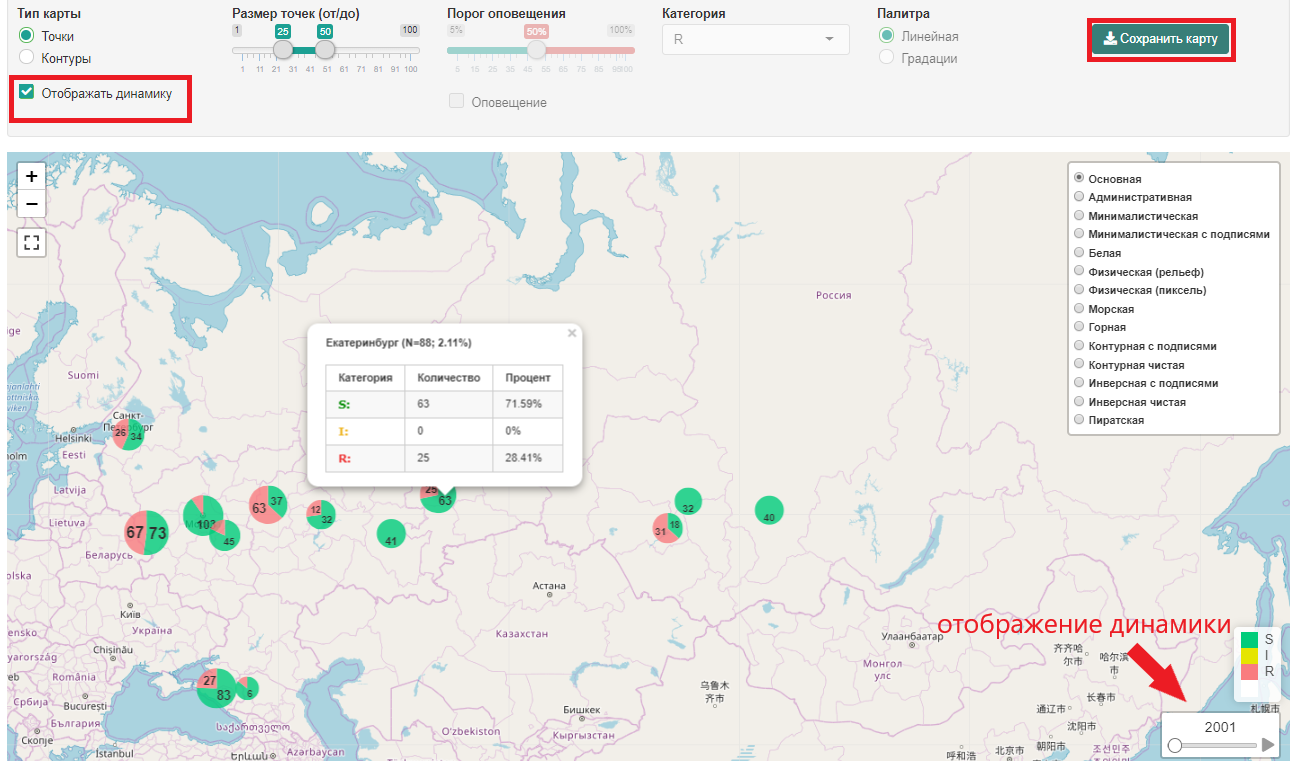 Тип карты
Точки
Контуры
Отображать динамику
Размер точек (от/до)
1 25 50 100
1 11 21 31 41 51 61 71 81 91 100
Порог оповещения
5% 50% 100%
5 15 25 35 45 55 65 75 85
Оповещение
Категория
R
Палитра
Линейная
Градации
Сохранить карту
+
−
Основная
Административная
Минималистическая
Минималистическая с подписями
Белая
Физическая (рельеф)
Физическая (пиксель)
Морская
Горная
Контурная с подписями
Контурная чистая
Инверсная с подписями
Инверсная чистая
Пиратская
Россия
Екатеринбург (N=88; 2.11%)
×
Категория Количество Процент
S: 63 71.59%
I: 0 0%
R: 25 28.41%
Suomi
Санкт-
26 34
Helsinki
Eesti
Latvija
Lietuva
25 63
63 37
12 32
103
45
67 73
41
32
31 18
40
Беларусь
olska
Київ
Україна
Chișinău
România
București
Србија
България
Скопје
İstanbul
27 83
6
საქართველო
Azərbaycan
Երևան
Астана
Казахстан
Бишкек
Кыргызстан
O'zbekiston
乌鲁木
齐市
Улаанбаатар
Монгол
улс
отображение динамики
齐齐哈
尔市
哈尔滨
市
长春市
通辽市
沈阳市
朝阳市
北京市
呼和浩
조선민주
札幌市
S
I
R
2001